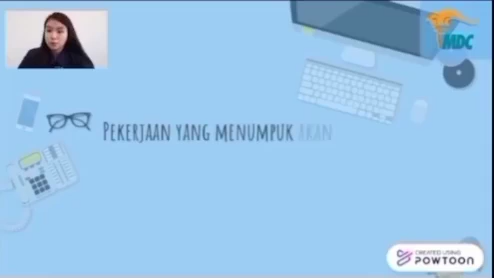 MDC
PEKERJAAN YANG MENUMPUK AKAN
CREATED USING
POWTOON